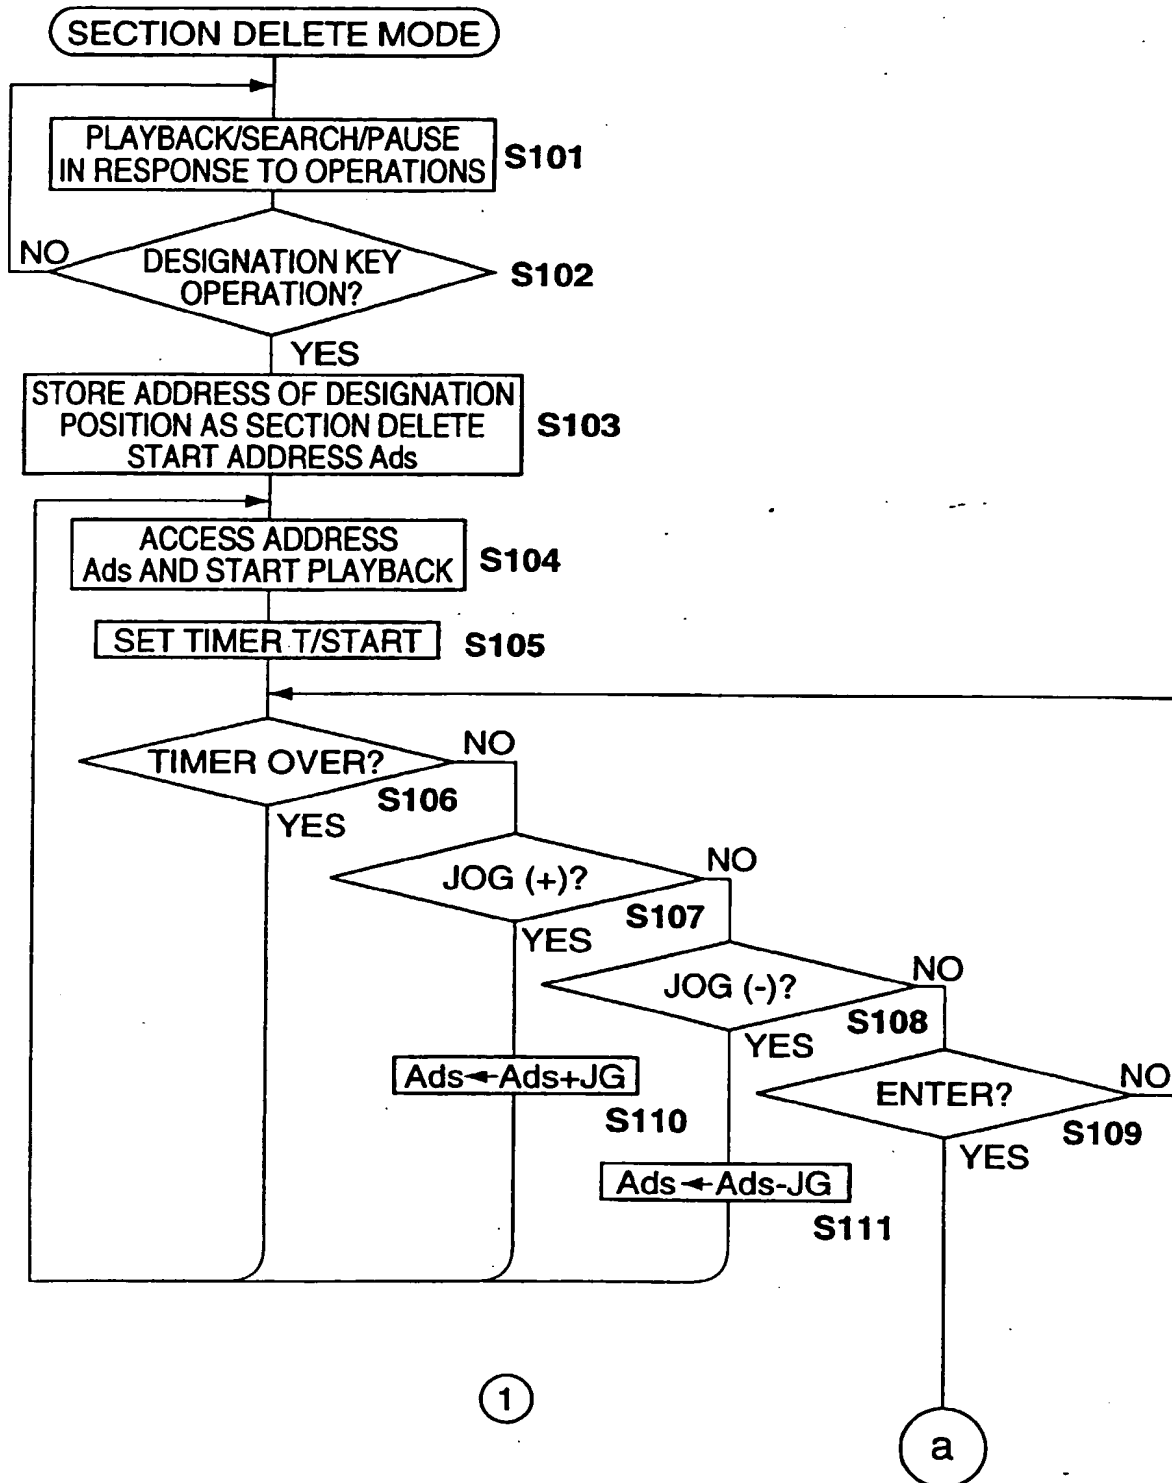 SECTION DELETE MODE
PLAYBACK/SEARCH/PAUSE
IN RESPONSE TO OPERATIONS
S101
NO
DESIGNATION KEY
OPERATION?
S102
YES
STORE ADDRESS OF DESIGNATION
POSITION AS SECTION DELETE
START ADDRESS Ads
S103
ACCESS ADDRESS
Ads AND START PLAYBACK
S104
SET TIMER T/START
S105
TIMER OVER?
NO
S106
YES
JOG (+)?
NO
S107
YES
JOG (-)?
NO
S108
YES
Ads←Ads+JG
S110
ENTER?
NO
S109
YES
Ads←Ads-JG
S111
1
a